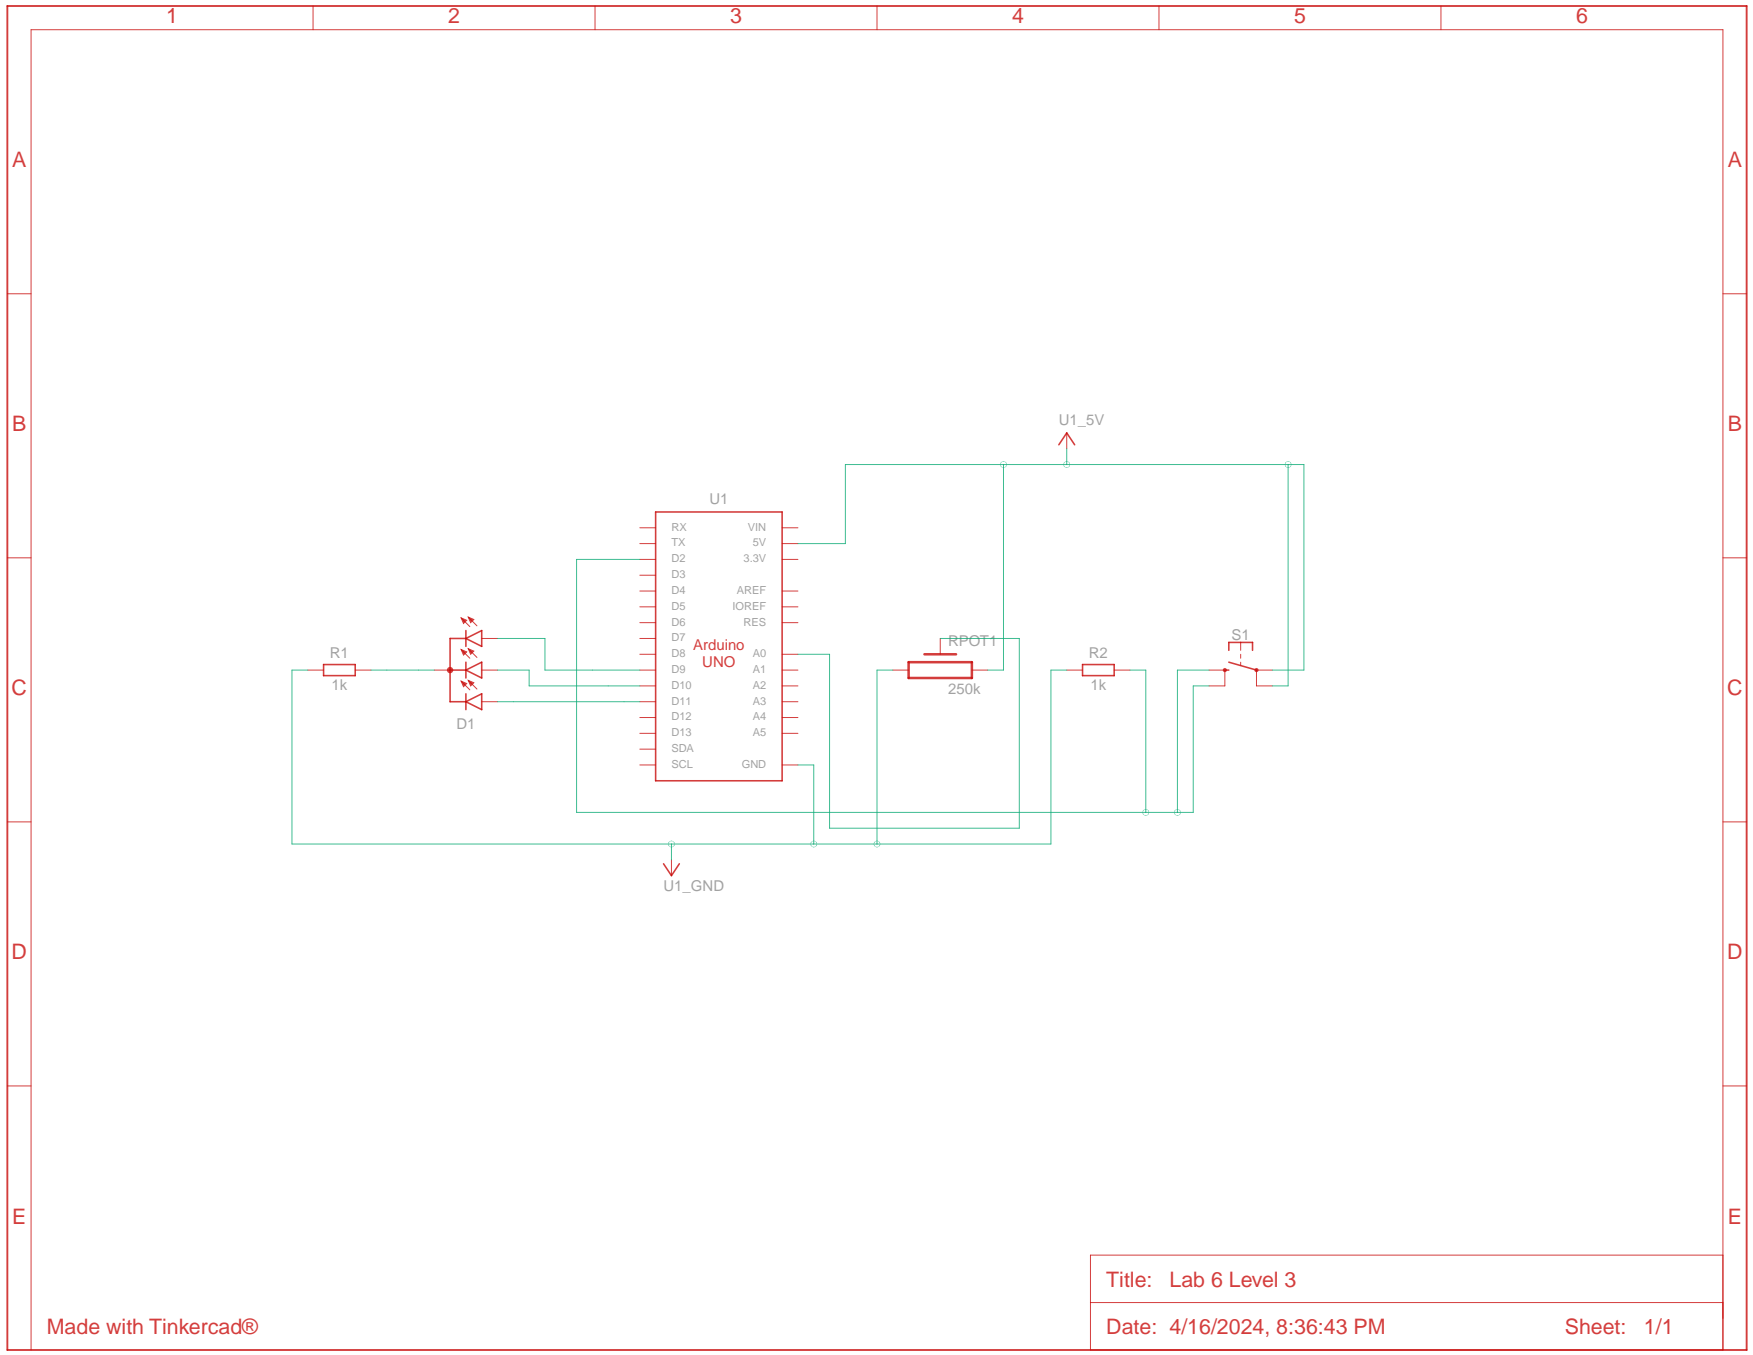 1 2 3 4 5 6
A A
B B
U1_5V
U1
RX VIN
TX 5V
D2 3.3V
D3
D4 AREF
D5 IOREF
D6 RES
D7
D8 A0
D9 A1
D10 A2
D11 A3
D12 A4
D13 A5
SDA
SCL GND
Arduino
UNO
R1
1k
D1
RPOT1
250k
R2
1k
S1
C C
U1_GND
D D
E E
Title: Lab 6 Level 3
Made with Tinkercad®
Date: 4/16/2024, 8:36:43 PM Sheet: 1/1